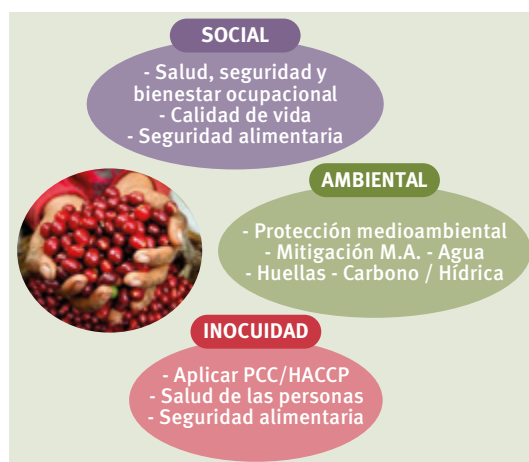 SOCIAL
- Salud, seguridad y
bienestar ocupacional
- Calidad de vida
- Seguridad alimentaria
AMBIENTAL
- Protección medioambiental
- Mitigación M.A. - Agua
- Huellas - Carbono / Hídrica
INOCUIDAD
- Aplicar PCC/HACCP
- Salud de las personas
- Seguridad alimentaria